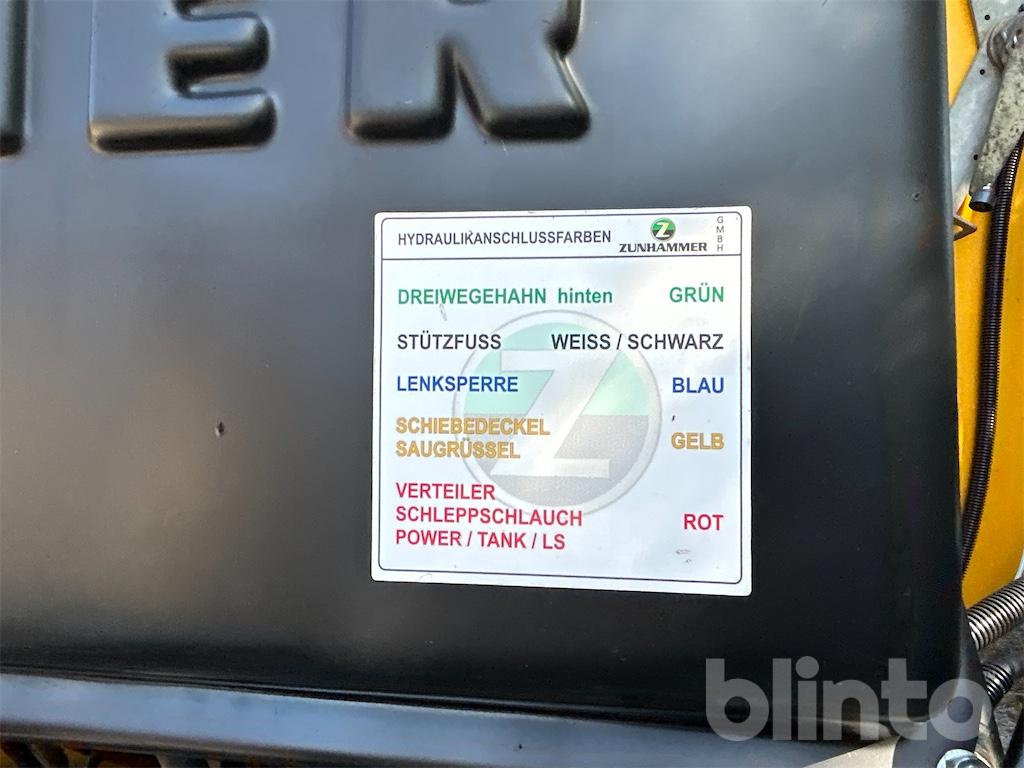 ER
HYDRAULIKANSCHLUSSFARBEN Z ZUNHAMMER GMBH
DREIWEGEHAHN hinten GRÜN
STÜTZFUSS WEISS / SCHWARZ
LENKSPERRE BLAU
SCHIEBEDECKEL
SAUGRÜSSEL GELB
VERTEILER
SCHLEPPSCHLAUCH ROT
POWER / TANK / LS
blinto